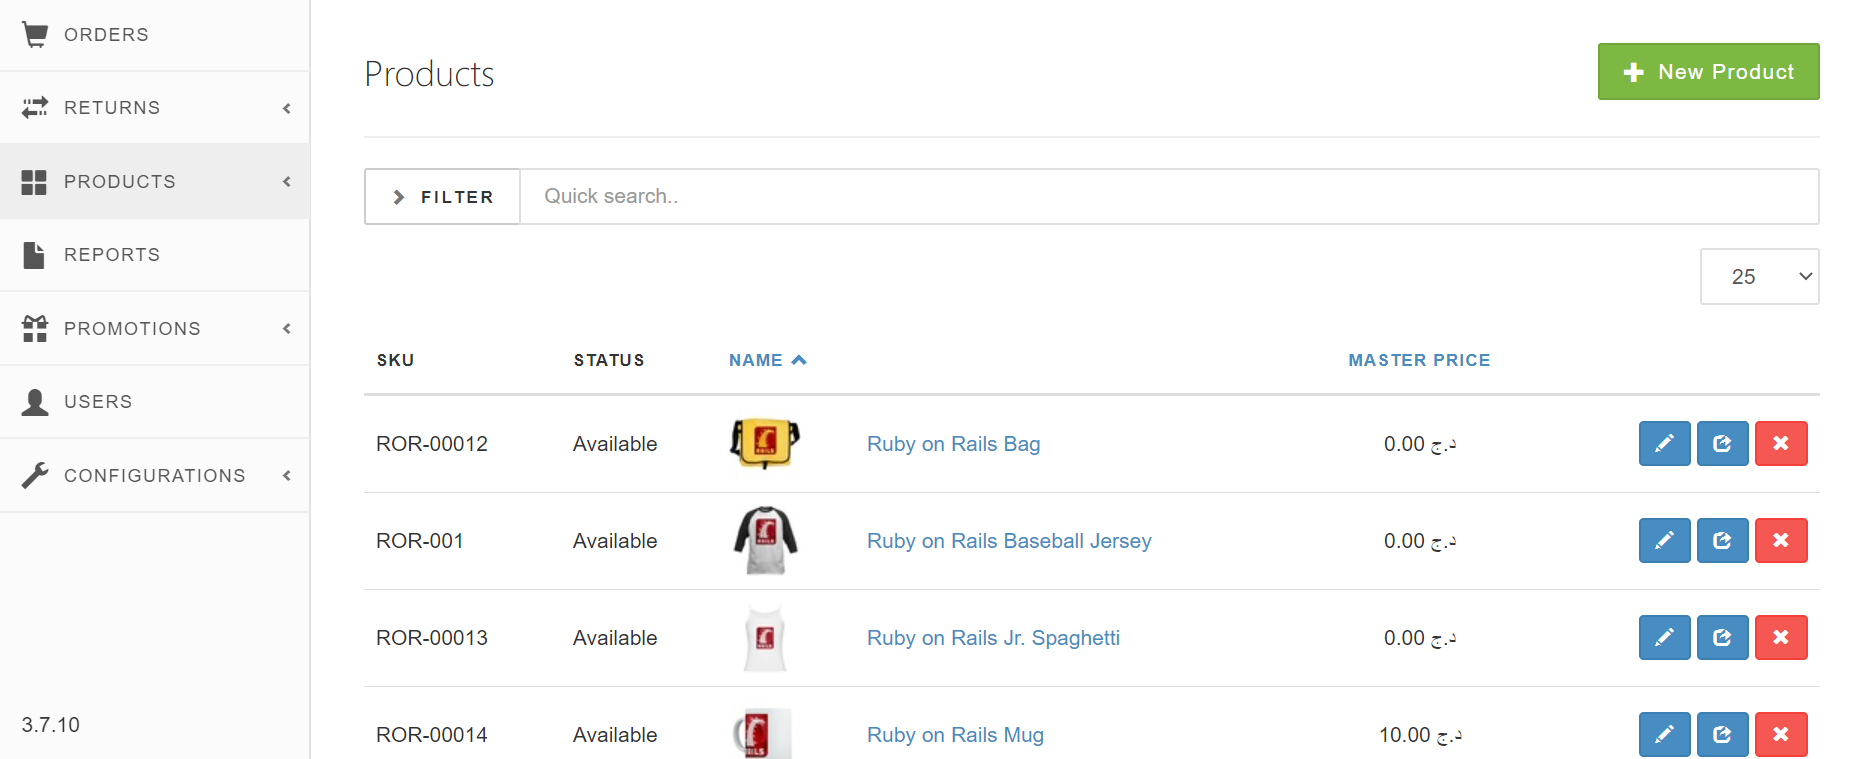 ORDERS
RETURNS
PRODUCTS
REPORTS
PROMOTIONS
USERS
CONFIGURATIONS
3.7.10
Products
New Product
FILTER Quick search..
25
SKU STATUS NAME MASTER PRICE
ROR-00012 Available RAILS Ruby on Rails Bag 0.00 د.ج
ROR-001 Available RAILS Ruby on Rails Baseball Jersey 0.00 د.ج
ROR-00013 Available Ruby on Rails Jr. Spaghetti 0.00 د.ج
ROR-00014 Available AILS Ruby on Rails Mug 10.00 د.ج